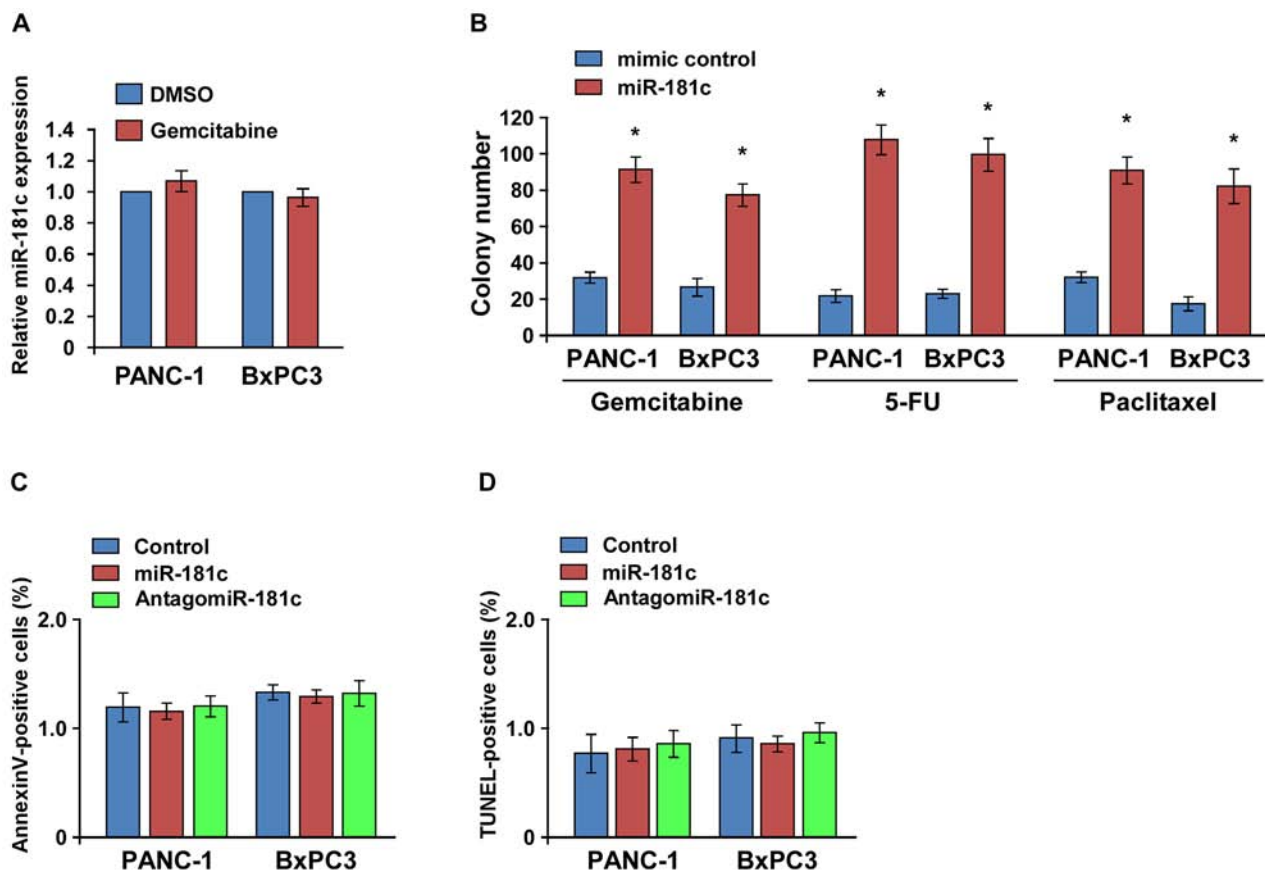 A
DMSO
Gemcitabine
Relative miR-181c expression
1.4
1.2
1.0
0.8
0.6
0.4
0.2
0
PANC-1 BxPC3
B
mimic control
miR-181c
Colony number
120
100
80
60
40
20
0
* * * * * *
PANC-1 BxPC3 PANC-1 BxPC3 PANC-1 BxPC3
Gemcitabine 5-FU Paclitaxel
C
Control
miR-181c
AntagomiR-181c
AnnexinV-positive cells (%)
2.0
1.0
0
PANC-1 BxPC3
D
Control
miR-181c
AntagomiR-181c
TUNEL-positive cells (%)
2.0
1.0
0
PANC-1 BxPC3